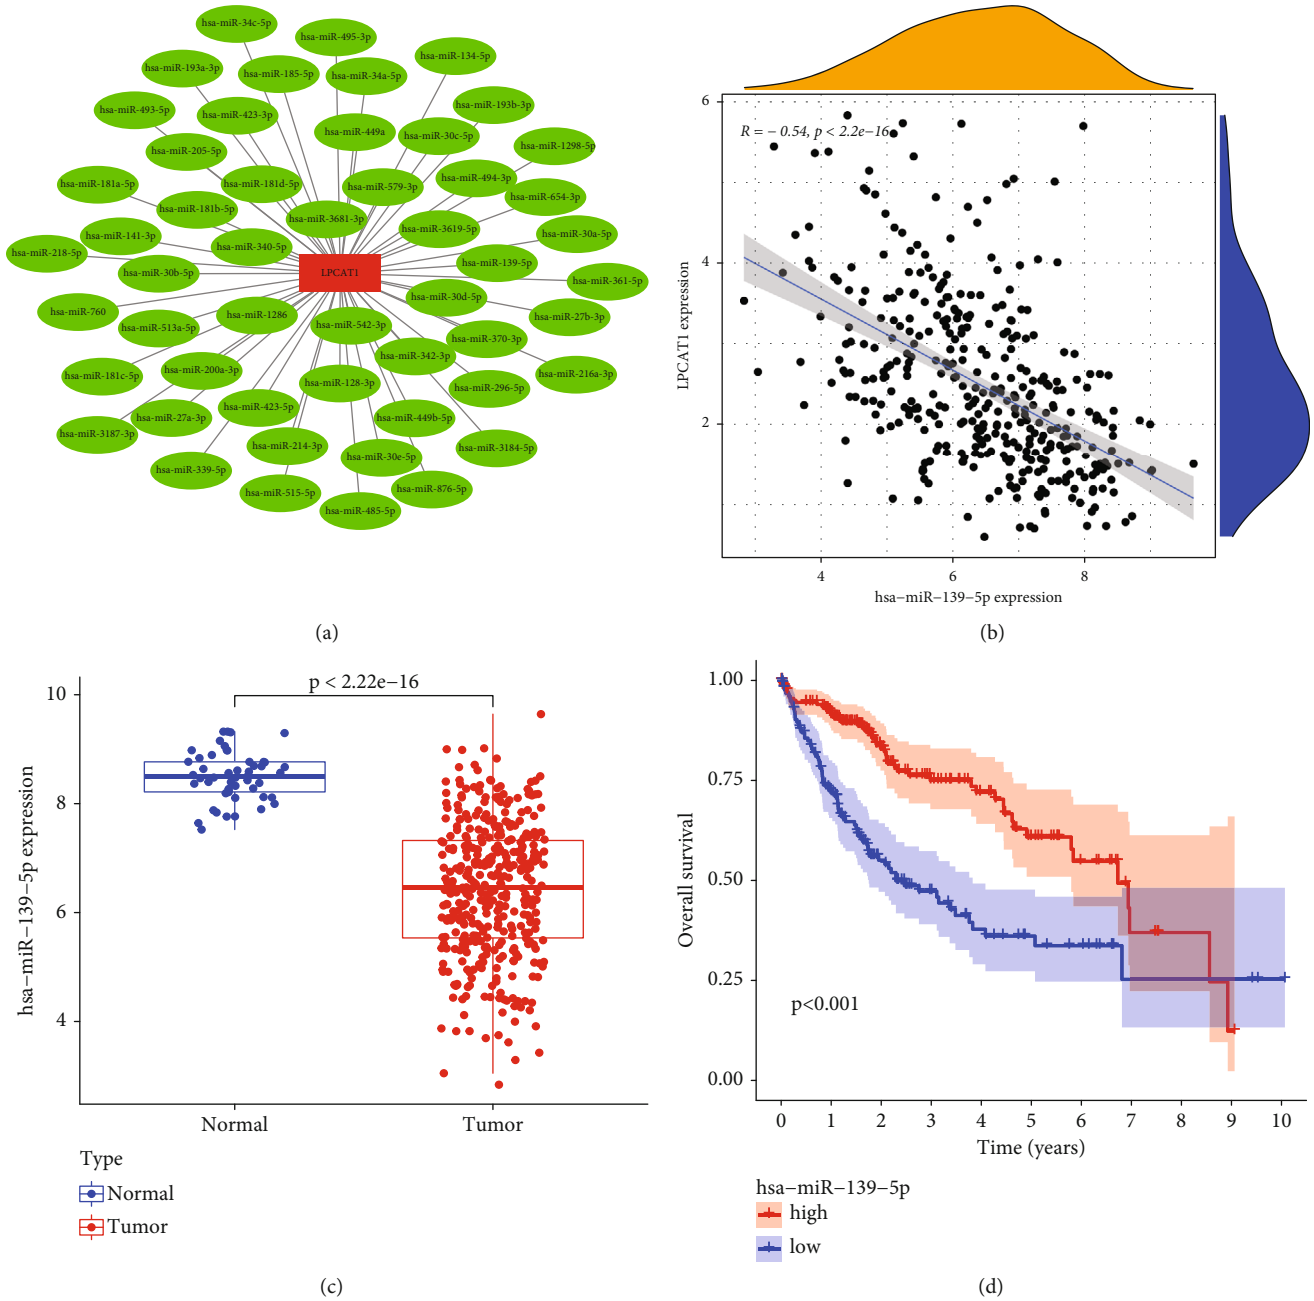 hsa-miR-34c-5p
hsa-miR-495-3p
hsa-miR-134-5p
hsa-miR-193a-3p
hsa-miR-185-5p
hsa-miR-34a-5p
hsa-miR-493-5p
hsa-miR-423-3p
hsa-miR-193b-3p
hsa-miR-449a
hsa-miR-30c-5p
hsa-miR-205-5p
hsa-miR-1298-5p
hsa-miR-181a-5p
hsa-miR-181d-5p
hsa-miR-579-3p
hsa-miR-494-3p
hsa-miR-654-3p
hsa-miR-181b-5p
hsa-miR-3681-3p
hsa-miR-3619-5p
hsa-miR-30a-5p
hsa-miR-141-3p
hsa-miR-340-5p
hsa-miR-218-5p
hsa-miR-139-5p
hsa-miR-30b-5p
LPCAT1
hsa-miR-361-5p
hsa-miR-30d-5p
hsa-miR-760
hsa-miR-1286
hsa-miR-27b-3p
hsa-miR-513a-5p
hsa-miR-542-3p
hsa-miR-370-3p
hsa-miR-342-3p
hsa-miR-181c-5p
hsa-miR-200a-3p
hsa-miR-216a-3p
hsa-miR-128-3p
hsa-miR-296-5p
hsa-miR-27a-3p
hsa-miR-423-5p
hsa-miR-449b-5p
hsa-miR-3187-3p
hsa-miR-214-3p
hsa-miR-3184-5p
hsa-miR-30e-5p
hsa-miR-339-5p
hsa-miR-515-5p
hsa-miR-876-5p
hsa-miR-485-5p
(a)
R = − 0.54, p < 2.2e−16
6
4
2
LPCAT1 expression
4 6 8
hsa−miR−139−5p expression
(b)
p < 2.22e−16
10
8
6
4
hsa−miR−139−5p expression
Normal Tumor
Type
Normal
Tumor
(c)
1.00
0.75
0.50
0.25
0.00
Overall survival
p<0.001
0 1 2 3 4 5 6 7 8 9 10
Time (years)
hsa−miR−139−5p
high
low
(d)